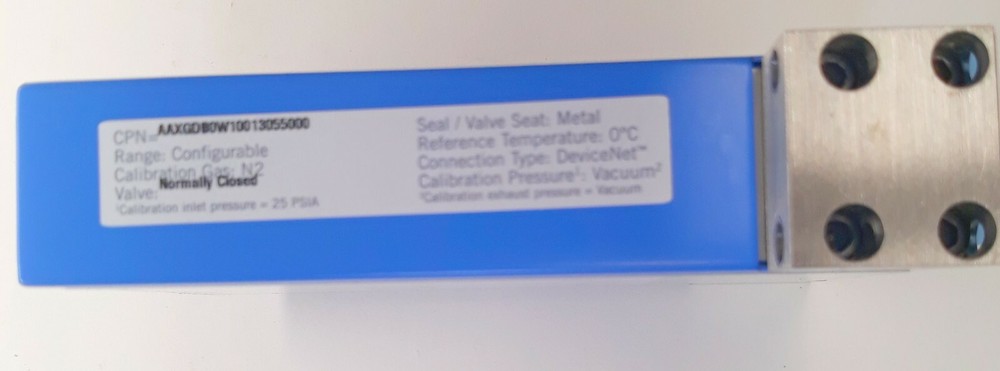 CPN= AAXGDB0W10013055000
Range: Configurable
Calibration Gas: N2
Valve: Normally Closed
¹Calibration inlet pressure = 25 PSIA
Seal / Valve Seat: Metal
Reference Temperature: 0°C
Connection Type: DeviceNet™
Calibration Pressure¹: Vacuum²
²Calibration exhaust pressure = Vacuum